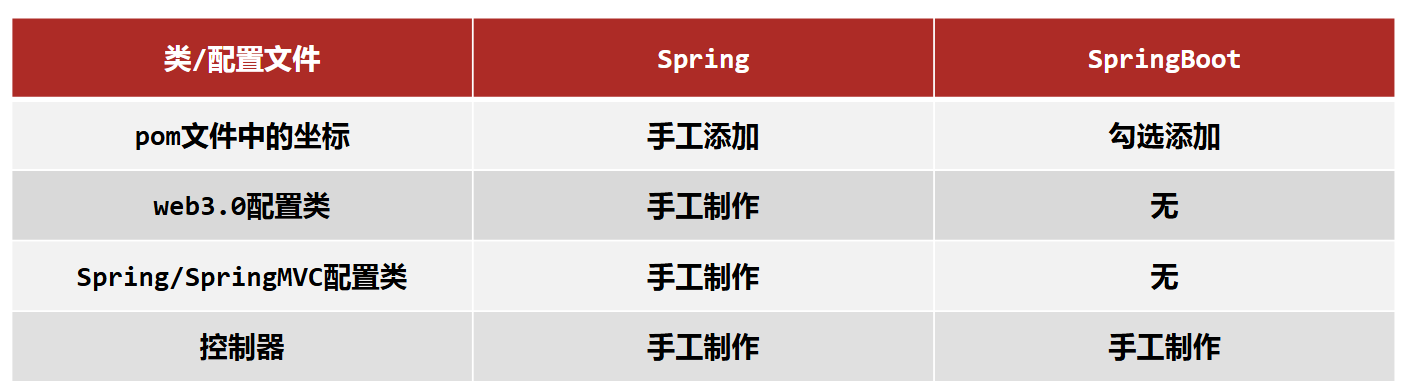 类/配置文件 Spring SpringBoot
pom文件中的坐标 手工添加 勾选添加
web3.0配置类 手工制作 无
Spring/SpringMVC配置类 手工制作 无
控制器 手工制作 手工制作